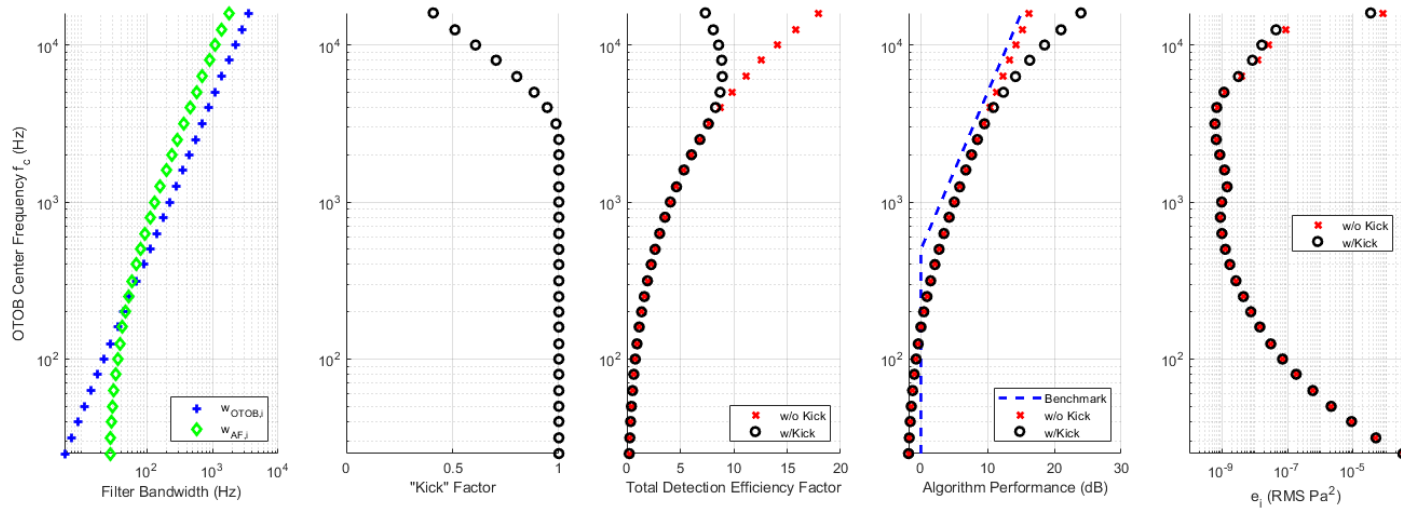 OTOB Center Frequency f_c (Hz)
10^4
10^3
10^2
w_OTOB,i
w_AF,i
10^2 10^3 10^4
Filter Bandwidth (Hz)
10^4
10^3
10^2
0 0.5 1
"Kick" Factor
10^4
10^3
10^2
w/o Kick
w/Kick
0 5 10 15 20
Total Detection Efficiency Factor
10^4
10^3
10^2
Benchmark
w/o Kick
w/Kick
0 10 20 30
Algorithm Performance (dB)
10^4
10^3
10^2
w/o Kick
w/Kick
10^-9 10^-7 10^-5
e_i (RMS Pa^2)